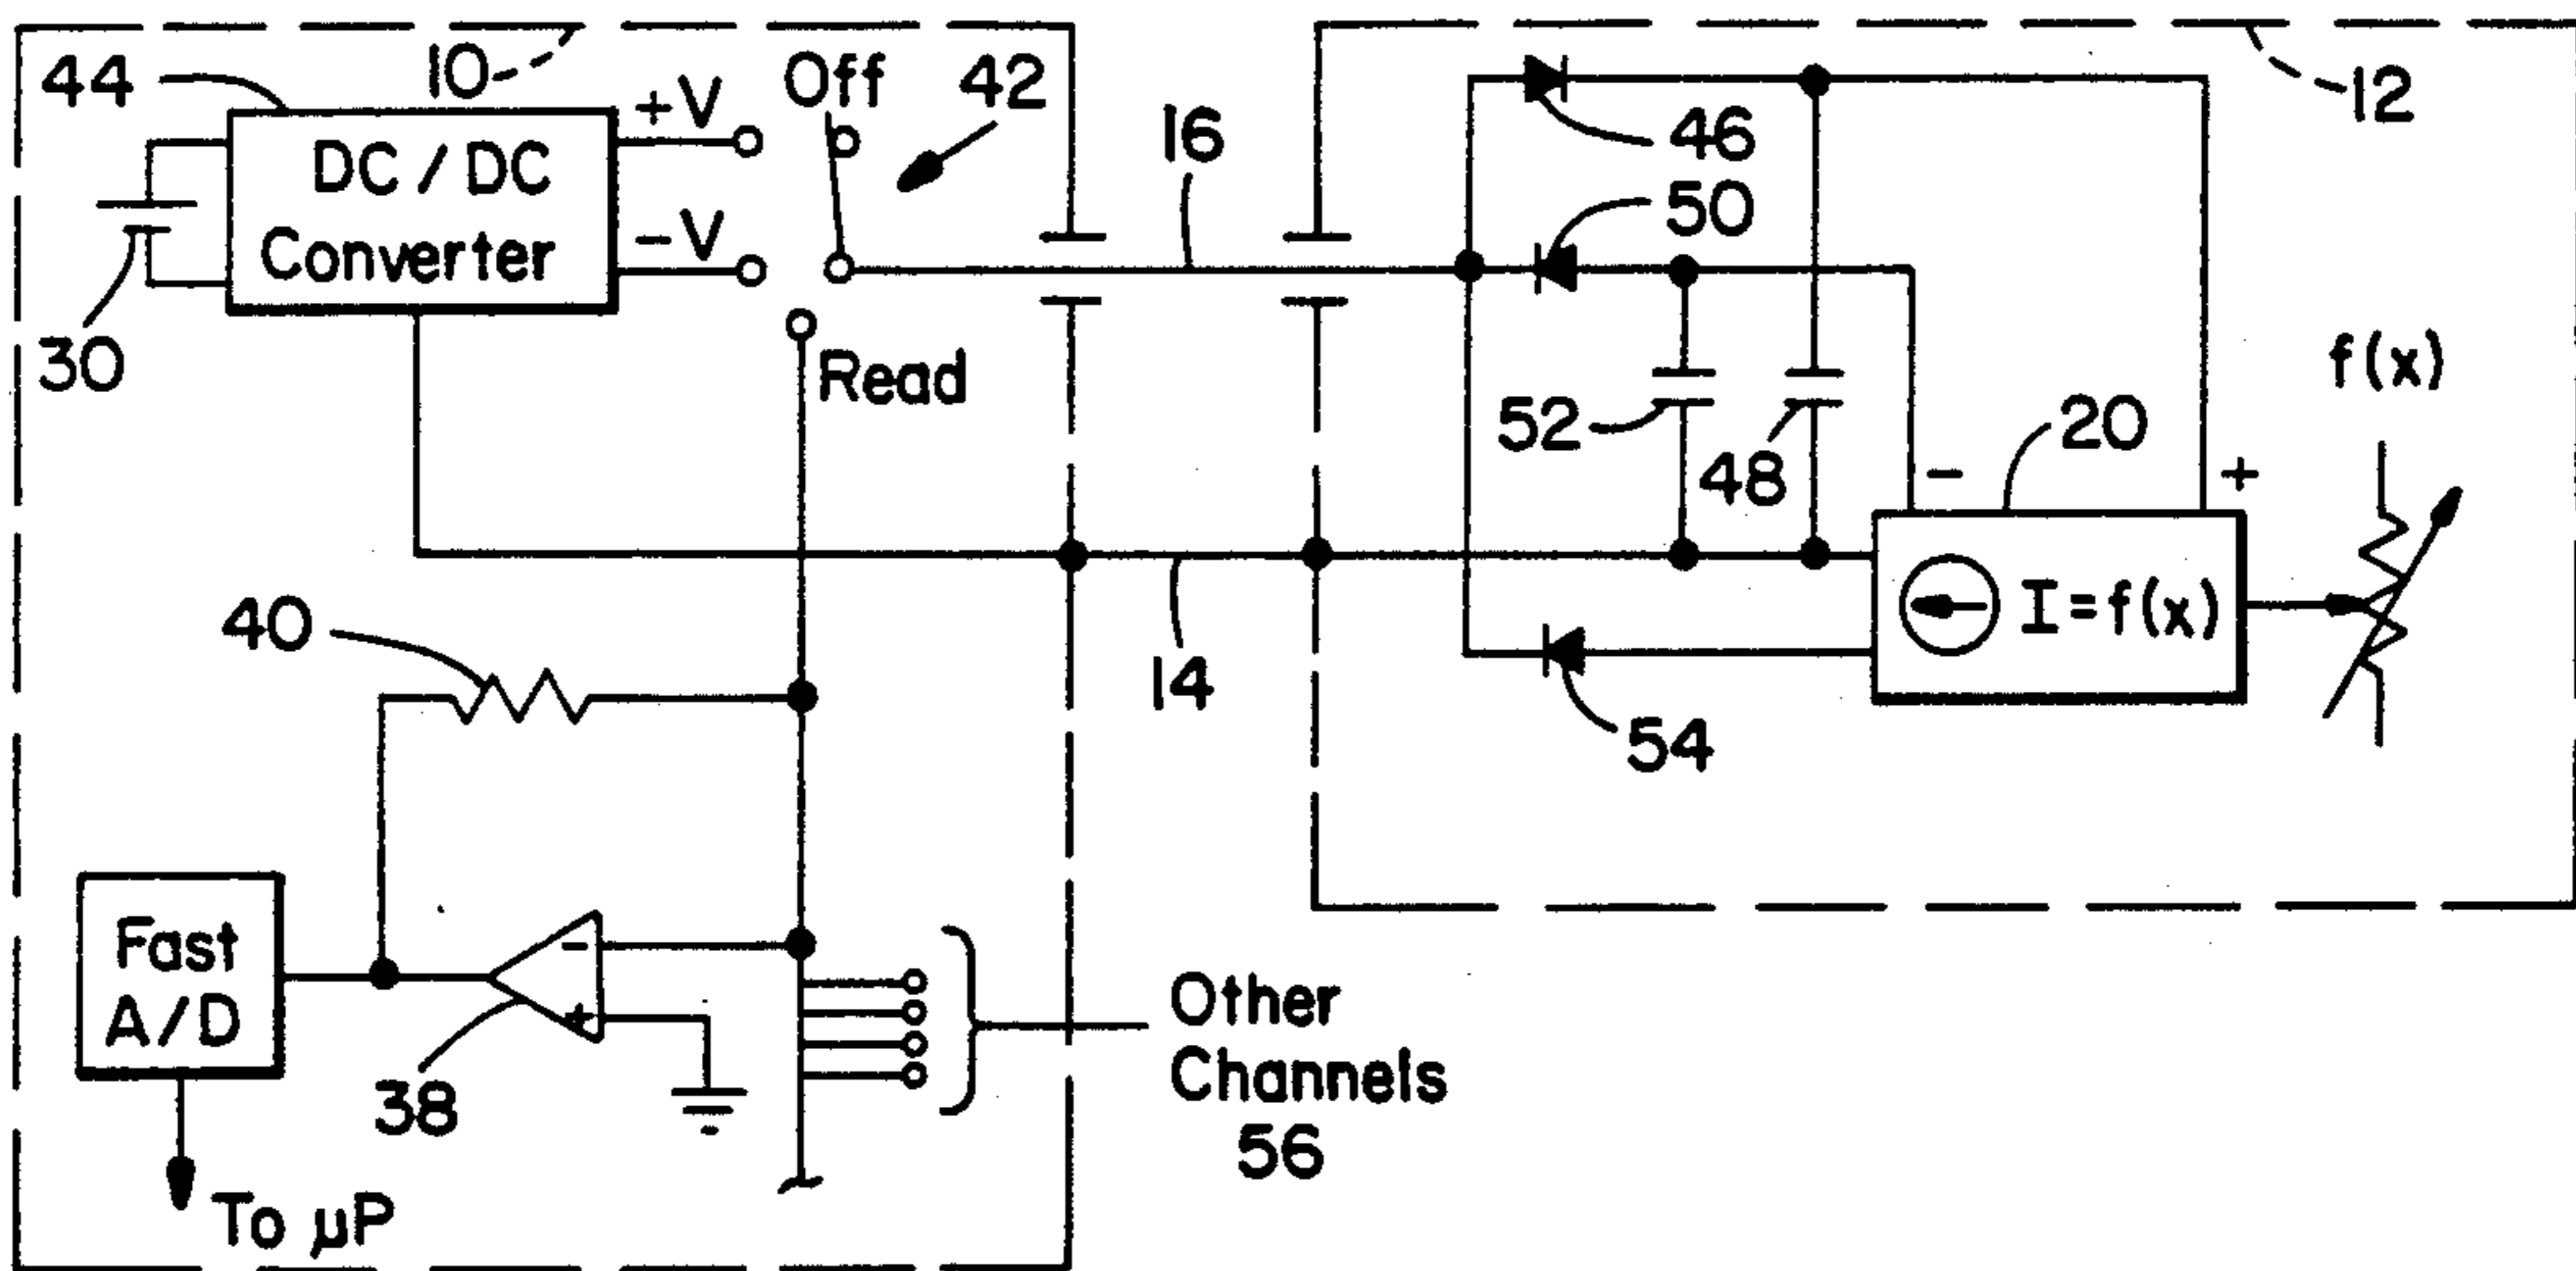 10
Off
42
44
+V
DC / DC
Converter
-V
30
Read
16
12
46
50
52
48
20
-
+
f(x)
I=f(x)
14
54
40
Fast
A/D
-
+
38
To μP
Other
Channels
56